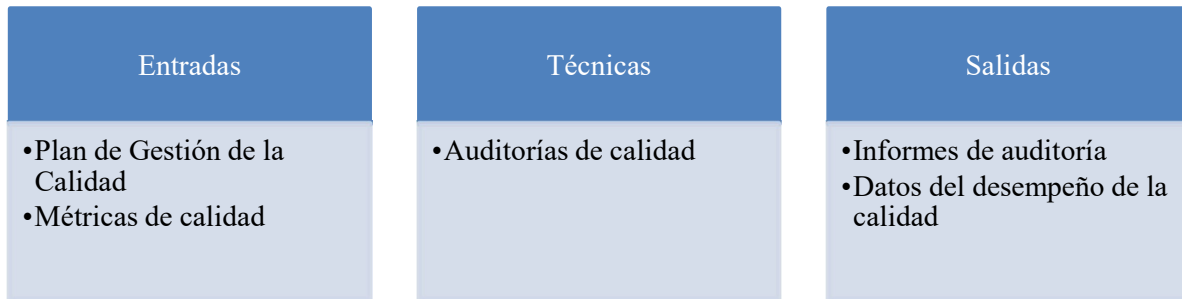 Entradas
•Plan de Gestión de la
Calidad
•Métricas de calidad
Técnicas
•Auditorías de calidad
Salidas
•Informes de auditoría
•Datos del desempeño de la
calidad